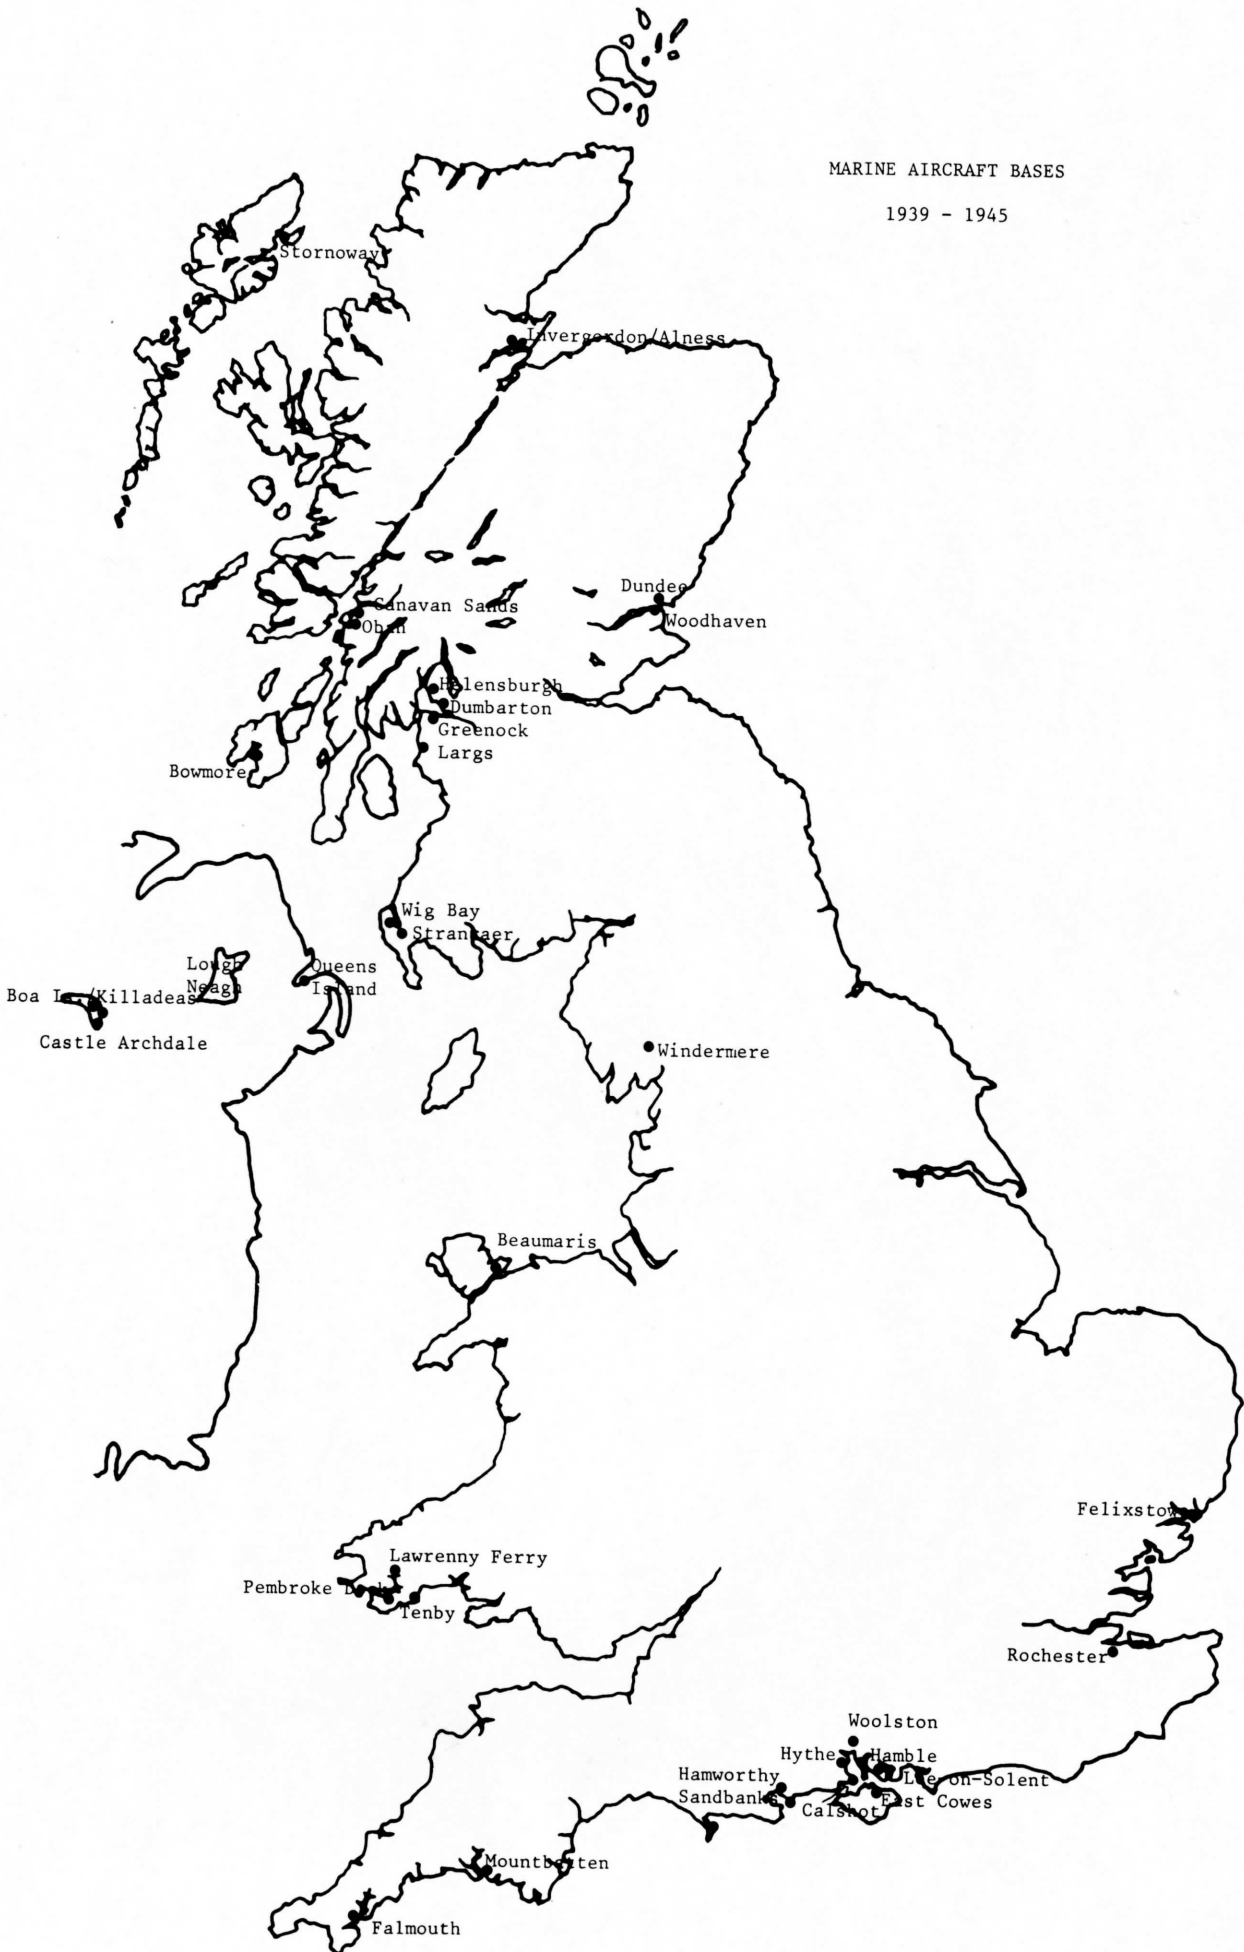 MARINE AIRCRAFT BASES
1939 - 1945
Stornoway
Invergordon/Alness
Dundee
Woodhaven
Ganavan Sands
Oban
Helensburgh
Dumbarton
Greenock
Largs
Bowmore
Wig Bay
Stranraer
Lough
Neagh
Queens
Island
Boa Is./Killadeas
Castle Archdale
Windermere
Beaumaris
Felixstowe
Lawrenny Ferry
Pembroke Dock
Tenby
Rochester
Woolston
Hythe
Hamble
Lee-on-Solent
Hamworthy
Sandbanks
Calshot
East Cowes
Mountbatten
Falmouth